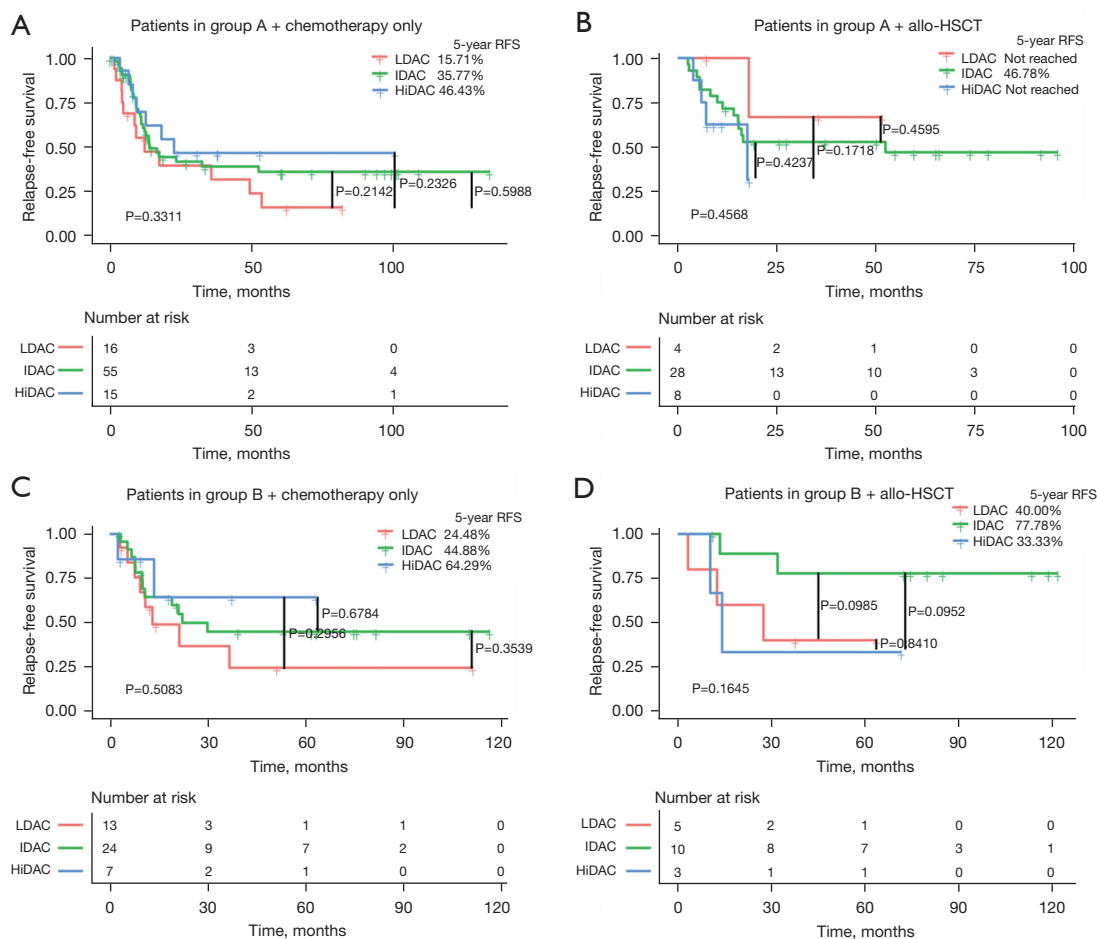 A
Patients in group A + chemotherapy only
5-year RFS
LDAC 15.71%
IDAC 35.77%
HiDAC 46.43%
Relapse-free survival
1.00
0.75
0.50
0.25
0.00
P=0.2142
P=0.2326
P=0.5988
P=0.3311
0 50 100
Time, months
Number at risk
LDAC 16 3 0
IDAC 55 13 4
HiDAC 15 2 1
0 50 100
Time, months
B
Patients in group A + allo-HSCT
5-year RFS
LDAC Not reached
IDAC 46.78%
HiDAC Not reached
Relapse-free survival
1.00
0.75
0.50
0.25
0.00
P=0.4595
P=0.1718
P=0.4237
P=0.4568
0 25 50 75 100
Time, months
Number at risk
LDAC 4 2 1 0 0
IDAC 28 13 10 3 0
HiDAC 8 0 0 0 0
0 25 50 75 100
Time, months
C
Patients in group B + chemotherapy only
5-year RFS
LDAC 24.48%
IDAC 44.88%
HiDAC 64.29%
Relapse-free survival
1.00
0.75
0.50
0.25
0.00
P=0.6784
P=0.2956
P=0.3539
P=0.5083
0 30 60 90 120
Time, months
Number at risk
LDAC 13 3 1 1 0
IDAC 24 9 7 2 0
HiDAC 7 2 1 0 0
0 30 60 90 120
Time, months
D
Patients in group B + allo-HSCT
5-year RFS
LDAC 40.00%
IDAC 77.78%
HiDAC 33.33%
Relapse-free survival
1.00
0.75
0.50
0.25
0.00
P=0.0985
P=0.0952
P=0.8410
P=0.1645
0 30 60 90 120
Time, months
Number at risk
LDAC 5 2 1 0 0
IDAC 10 8 7 3 1
HiDAC 3 1 1 0 0
0 30 60 90 120
Time, months